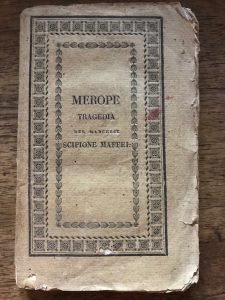 MEROPE
TRAGEDIA
DEL MARCHESE
SCIPIONE MAFFEI.